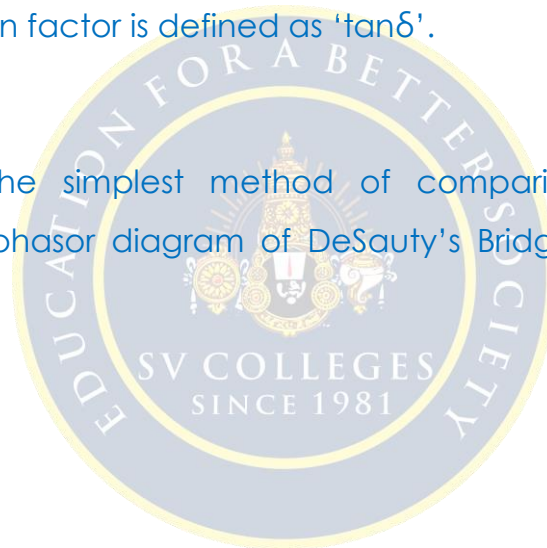 n factor is defined as ‘tanδ’.
he simplest method of compari
phasor diagram of DeSauty’s Bridg
EDUCATION FOR A BETTER SOCIETY
SV COLLEGES
SINCE 1981